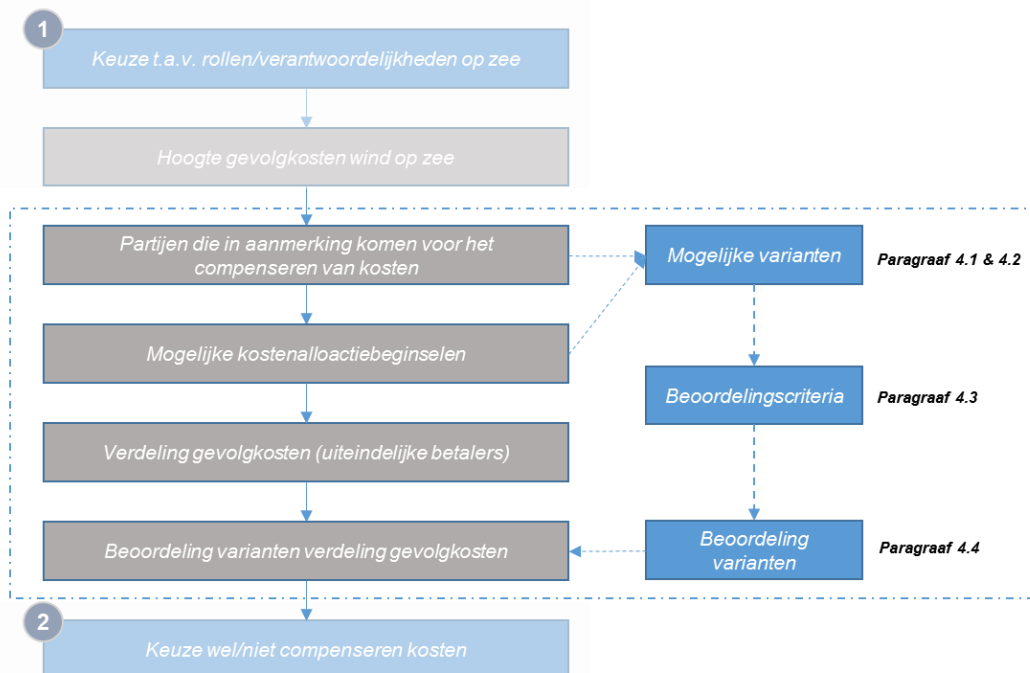 1
Keuze t.a.v. rollen/verantwoordelijkheden op zee
Hoogte gevolgkosten wind op zee
Partijen die in aanmerking komen voor het
compenseren van kosten
Mogelijke varianten
Paragraaf 4.1 & 4.2
Mogelijke kostenalloactiebeginselen
Beoordelingscriteria
Paragraaf 4.3
Verdeling gevolgkosten (uiteindelijke betalers)
Beoordeling varianten verdeling gevolgkosten
Beoordeling
varianten
Paragraaf 4.4
2
Keuze wel/niet compenseren kosten